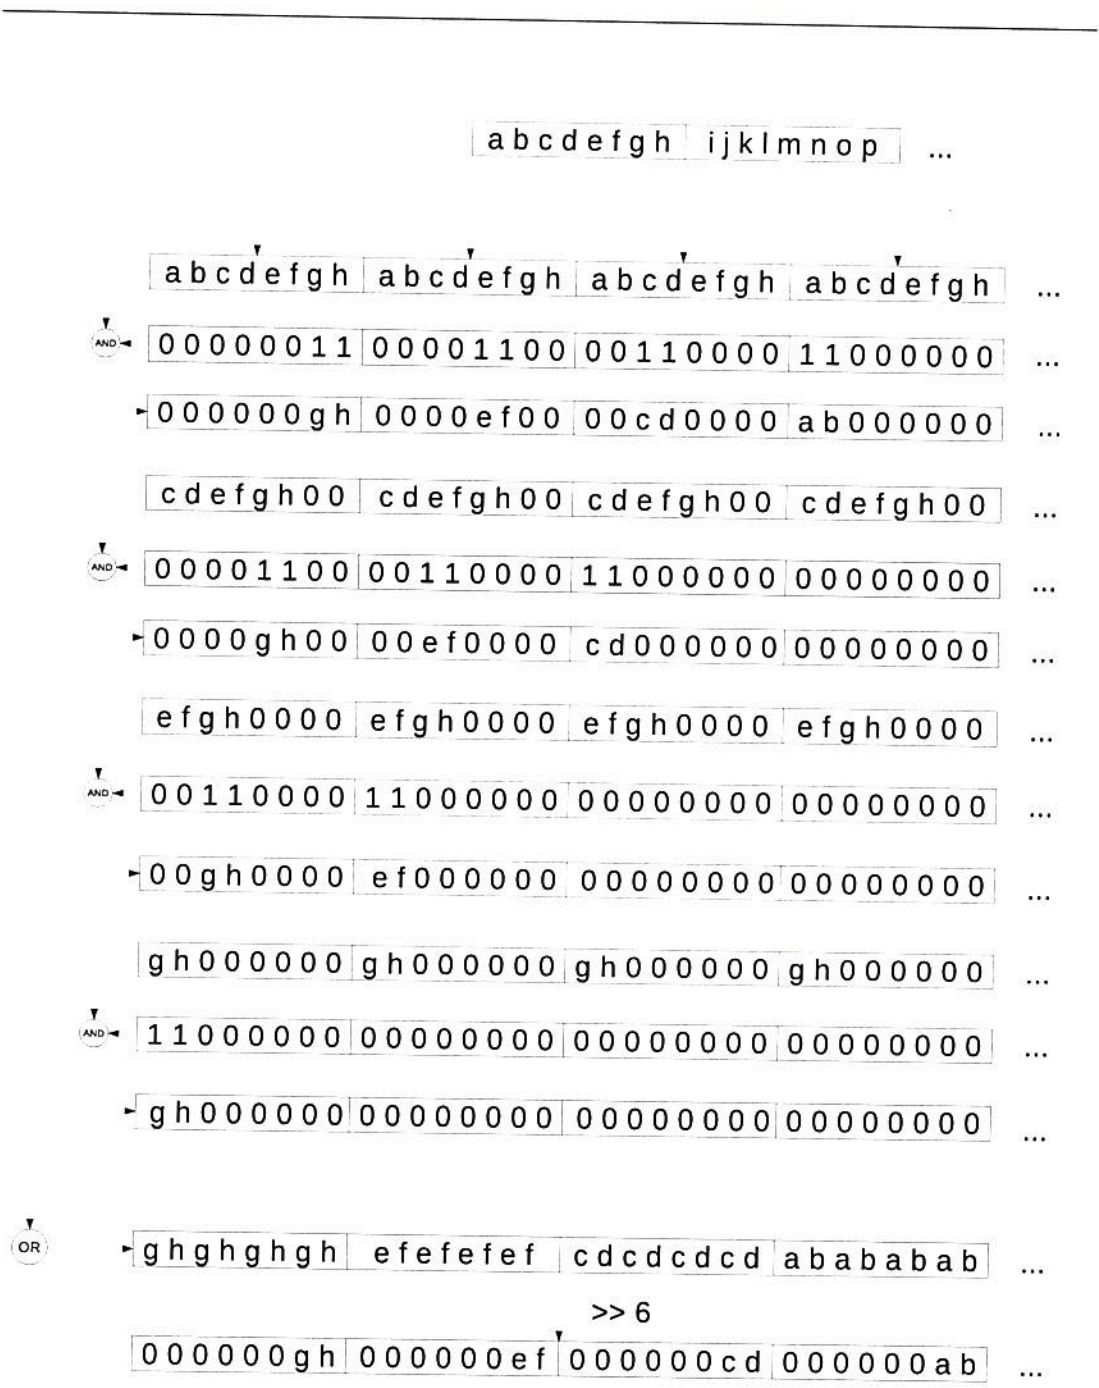 abcdefgh ijklmnop ...
abcdefgh abcdefgh abcdefgh abcdefgh ...
AND 00000011 00001100 00110000 11000000 ...
000000gh 0000ef00 00cd0000 ab000000 ...
cdefgh00 cdefgh00 cdefgh00 cdefgh00 ...
AND 00001100 00110000 11000000 00000000 ...
0000gh00 00ef0000 cd000000 00000000 ...
efgh0000 efgh0000 efgh0000 efgh0000 ...
AND 00110000 11000000 00000000 00000000 ...
00gh0000 ef000000 00000000 00000000 ...
gh000000 gh000000 gh000000 gh000000 ...
AND 11000000 00000000 00000000 00000000 ...
gh000000 00000000 00000000 00000000 ...
OR ghghghgh efefefef cdcdcdcd abababab ...
>> 6
000000gh 000000ef 000000cd 000000ab ...